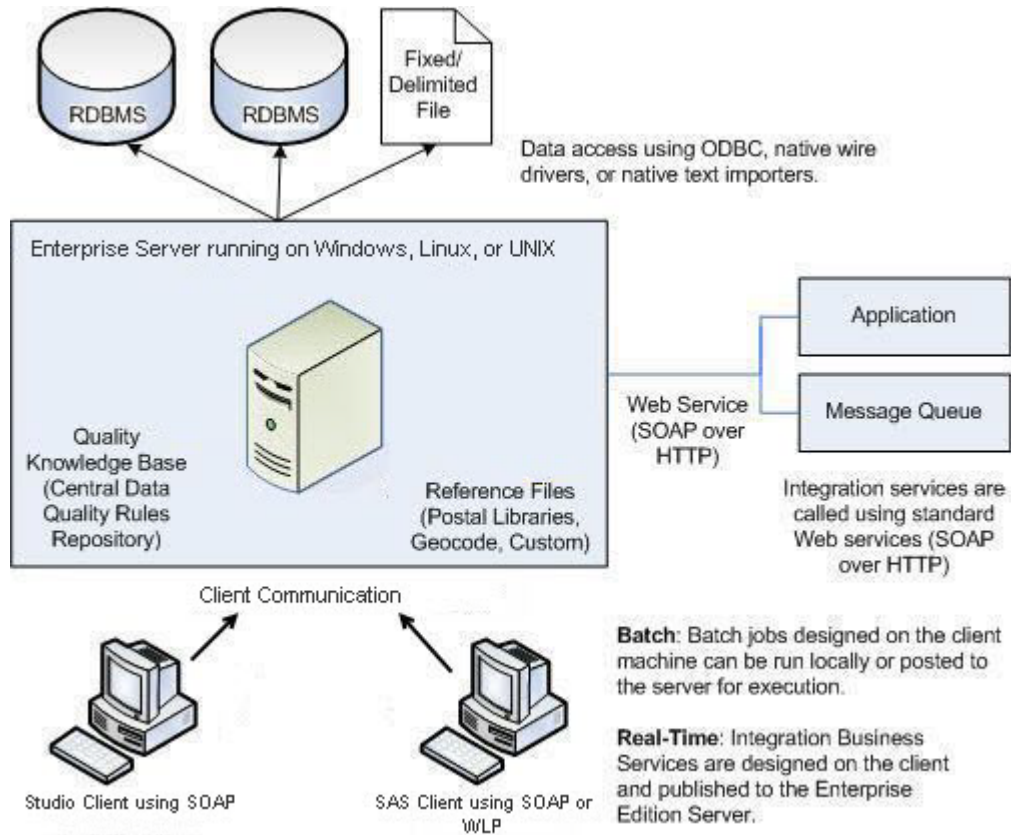 RDBMS
RDBMS
Fixed/
Delimited
File
Data access using ODBC, native wire
drivers, or native text importers.
Enterprise Server running on Windows, Linux, or UNIX
Quality
Knowledge Base
(Central Data
Quality Rules
Repository)
Reference Files
(Postal Libraries,
Geocode, Custom)
Web Service
(SOAP over
HTTP)
Application
Message Queue
Integration services are
called using standard
Web services (SOAP
over HTTP)
Client Communication
Studio Client using SOAP
SAS Client using SOAP or
WLP
Batch: Batch jobs designed on the client
machine can be run locally or posted to
the server for execution.
Real-Time: Integration Business
Services are designed on the client
and published to the Enterprise
Edition Server.